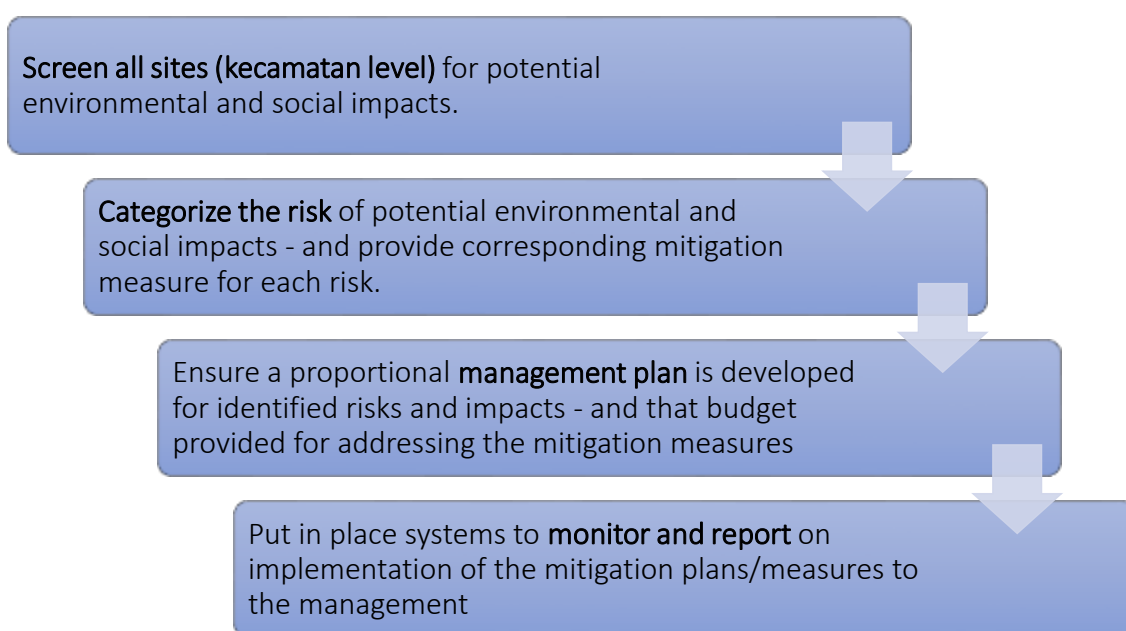 Screen all sites (kecamatan level) for potential
environmental and social impacts.
Categorize the risk of potential environmental and
social impacts - and provide corresponding mitigation
measure for each risk.
Ensure a proportional management plan is developed
for identified risks and impacts - and that budget
provided for addressing the mitigation measures
Put in place systems to monitor and report on
implementation of the mitigation plans/measures to
the management